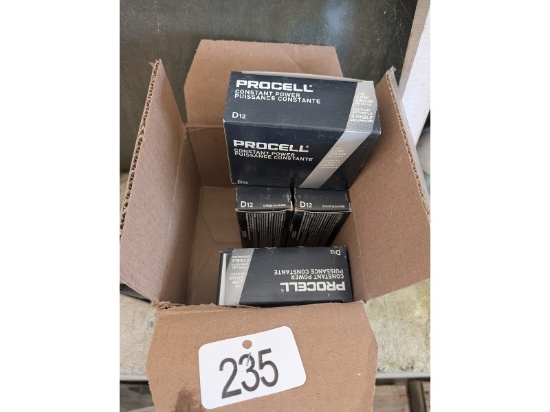 PROCELL
CONSTANT POWER
PUISSANCE CONSTANTE
D12
PROCELL
CONSTANT POWER
PUISSANCE CONSTANTE
D12
D12
D12
PROCELL
CONSTANT POWER
PUISSANCE CONSTANTE
235